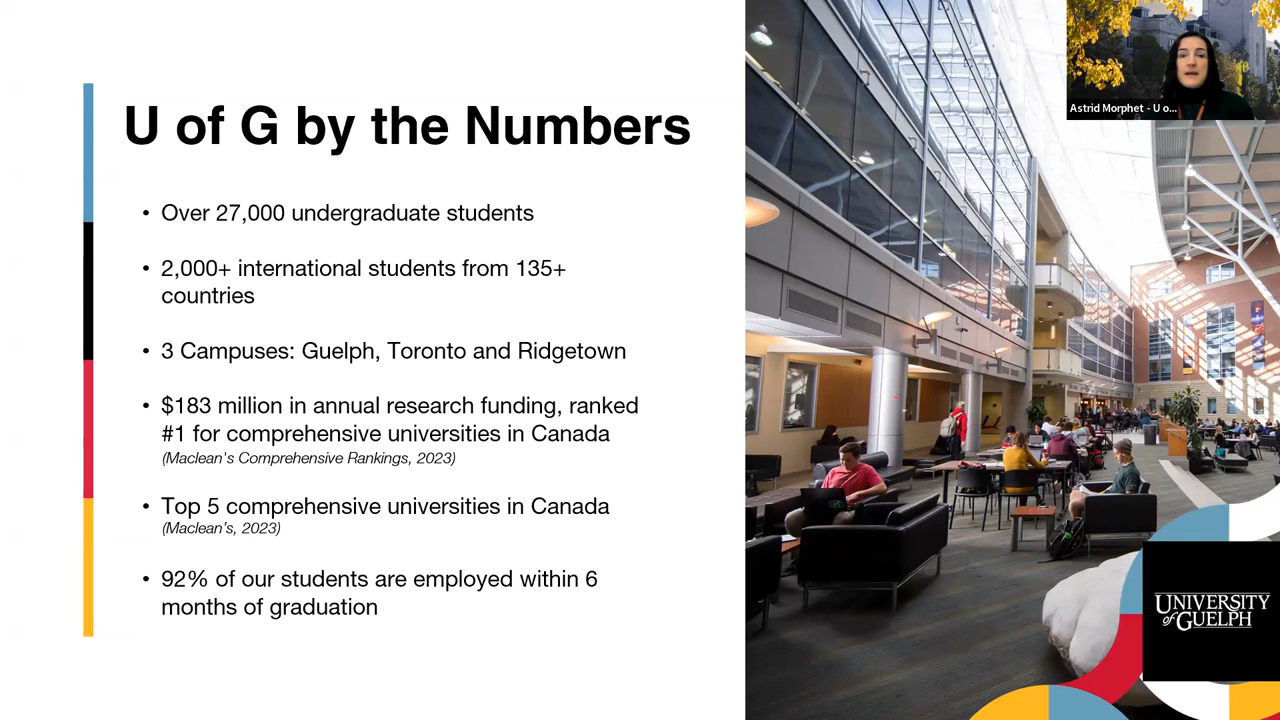 U of G by the Numbers
• Over 27,000 undergraduate students
• 2,000+ international students from 135+
countries
• 3 Campuses: Guelph, Toronto and Ridgetown
• $183 million in annual research funding, ranked
#1 for comprehensive universities in Canada
(Maclean's Comprehensive Rankings, 2023)
• Top 5 comprehensive universities in Canada
(Maclean's, 2023)
• 92% of our students are employed within 6
months of graduation
Astrid Morphet - U o...
UNIVERSITY
of GUELPH